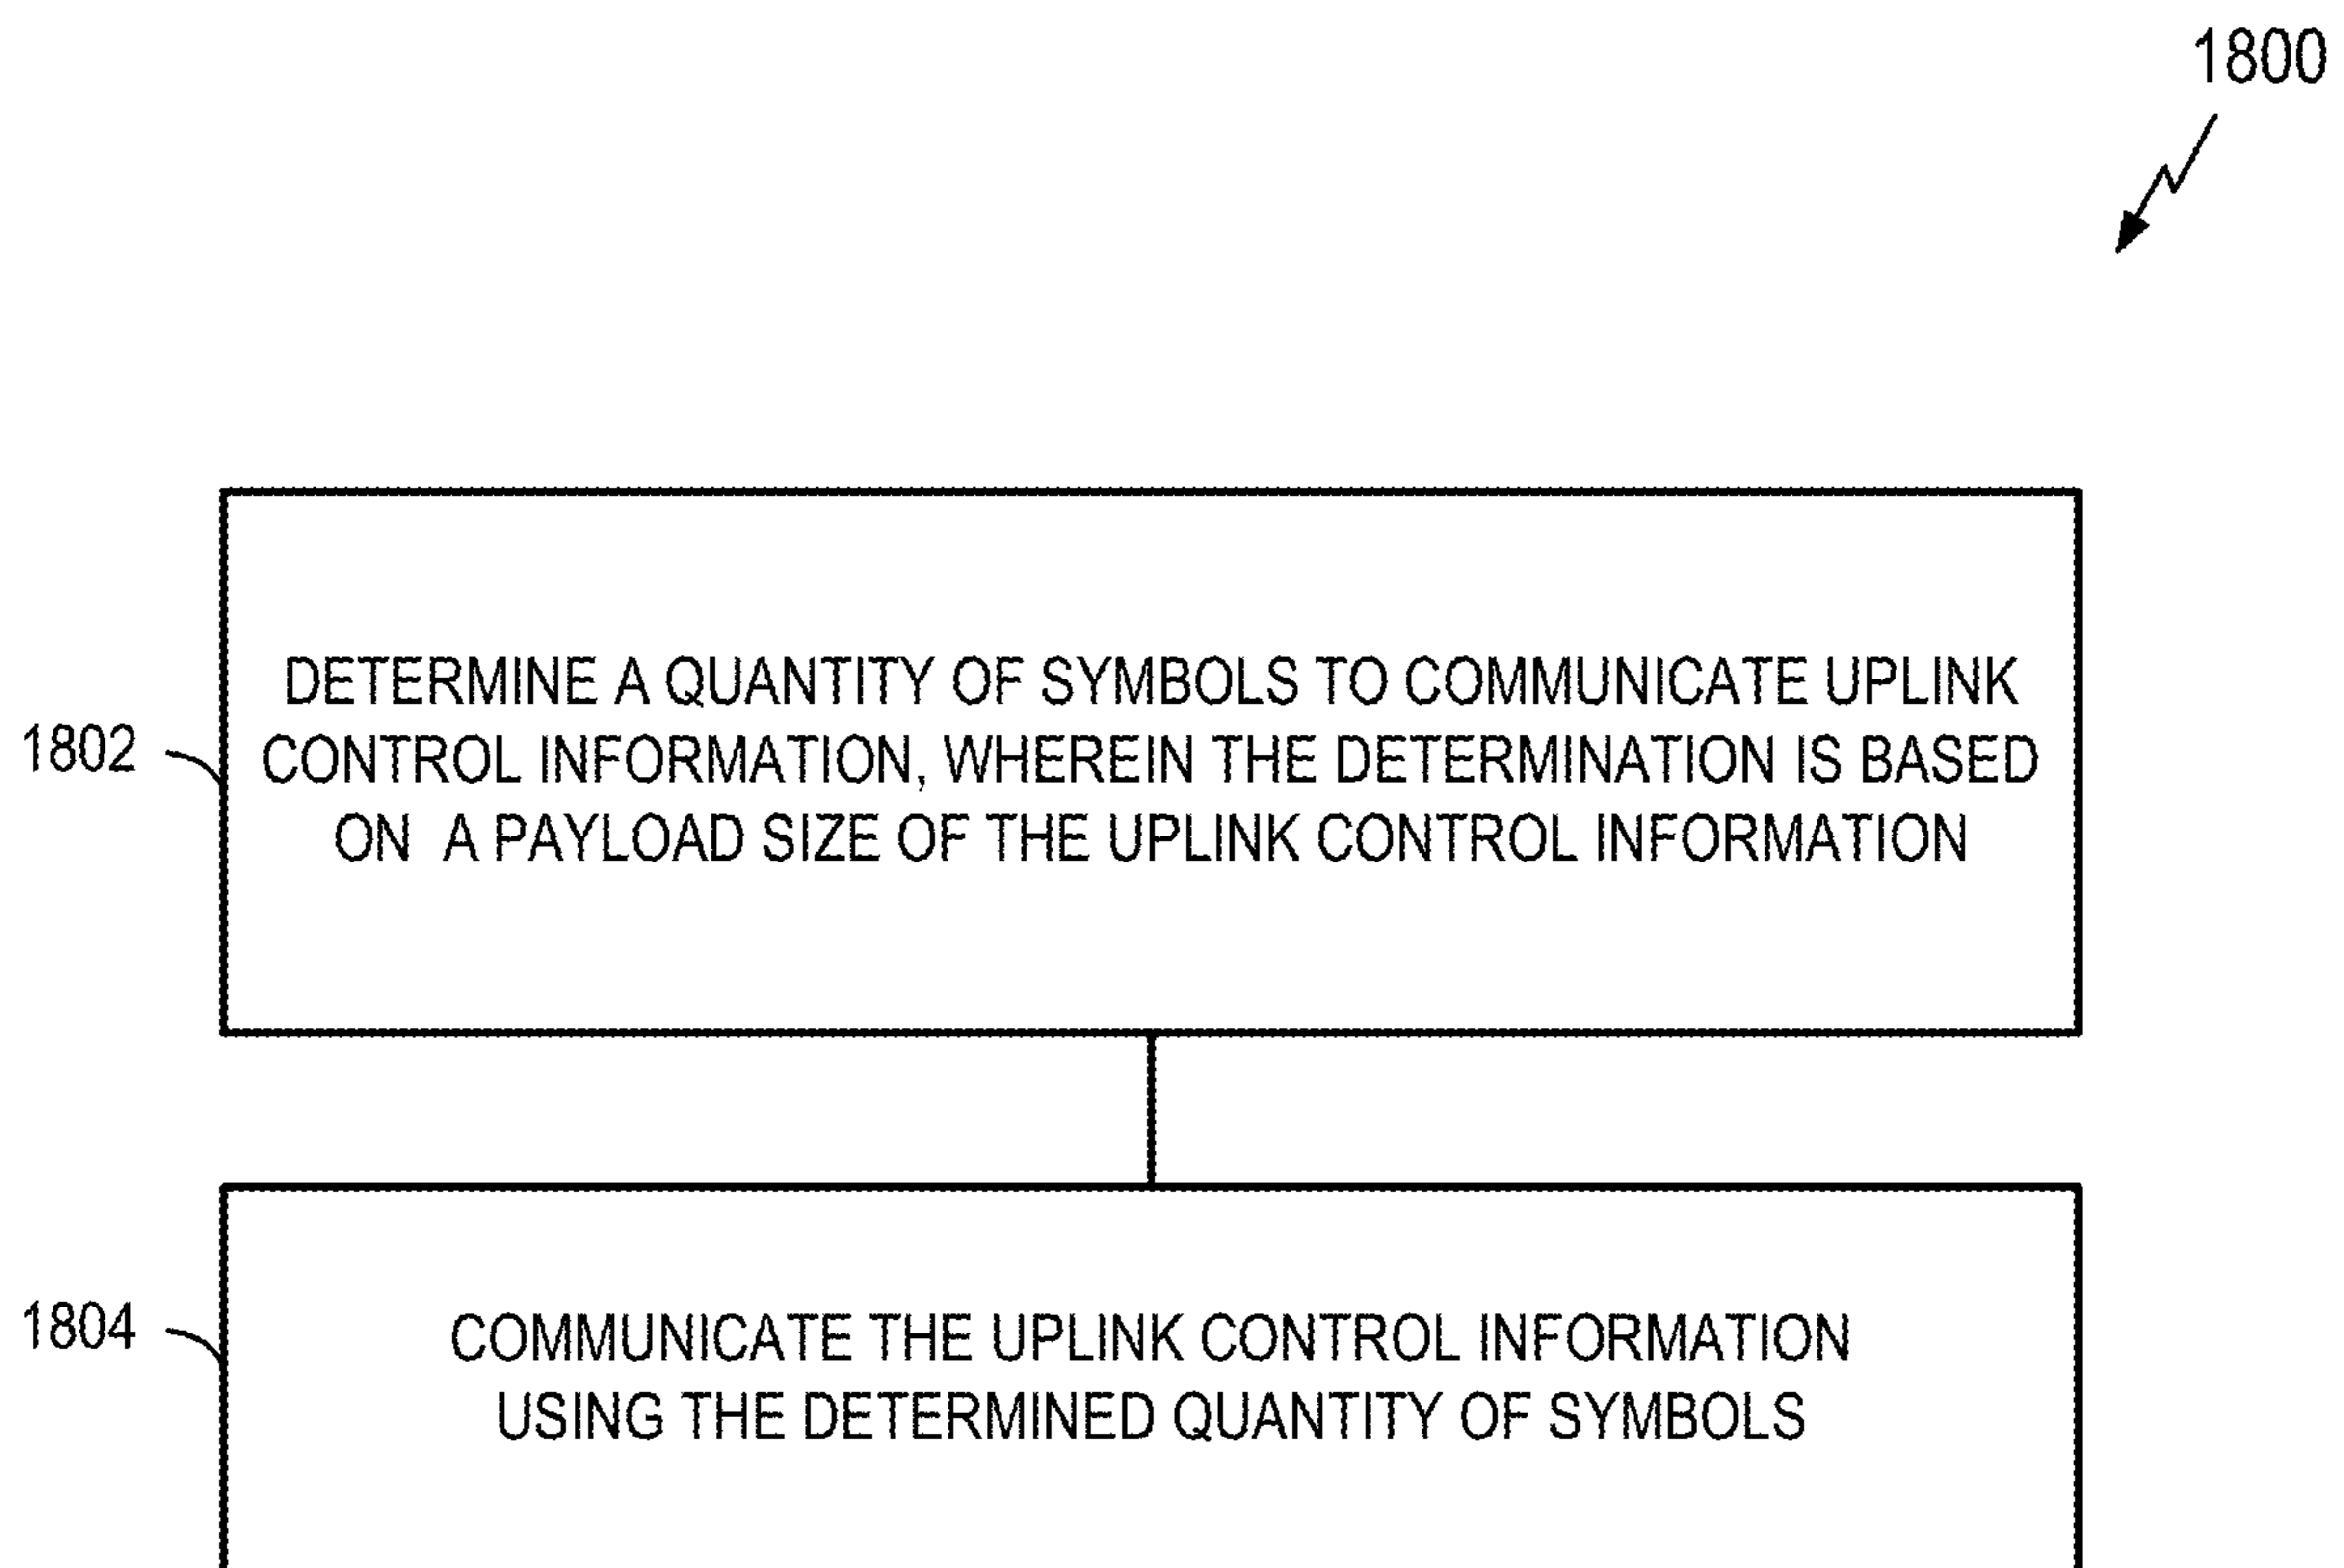 1800
1802
DETERMINE A QUANTITY OF SYMBOLS TO COMMUNICATE UPLINK
CONTROL INFORMATION, WHEREIN THE DETERMINATION IS BASED
ON A PAYLOAD SIZE OF THE UPLINK CONTROL INFORMATION
1804
COMMUNICATE THE UPLINK CONTROL INFORMATION
USING THE DETERMINED QUANTITY OF SYMBOLS